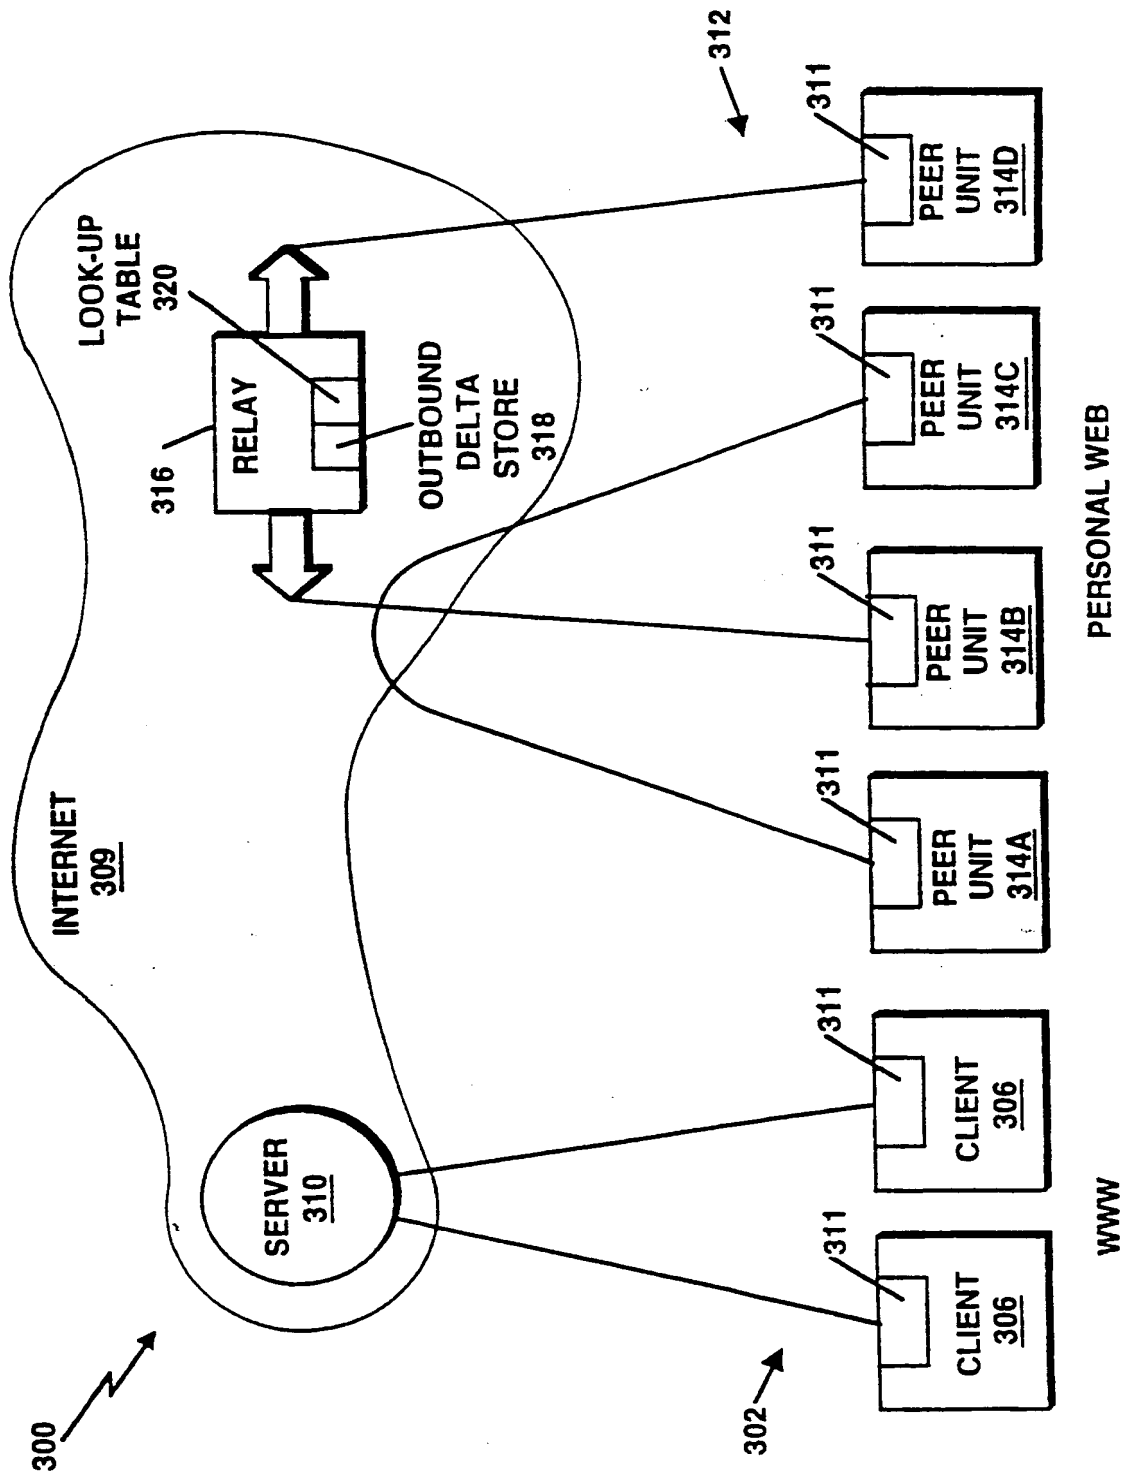 300
INTERNET
309
LOOK-UP
TABLE
320
316
RELAY
SERVER
310
OUTBOUND
DELTA
STORE
318
302
312
311
311
311
311
311
311
CLIENT
306
CLIENT
306
PEER
UNIT
314A
PEER
UNIT
314B
PEER
UNIT
314C
PEER
UNIT
314D
WWW
PERSONAL WEB